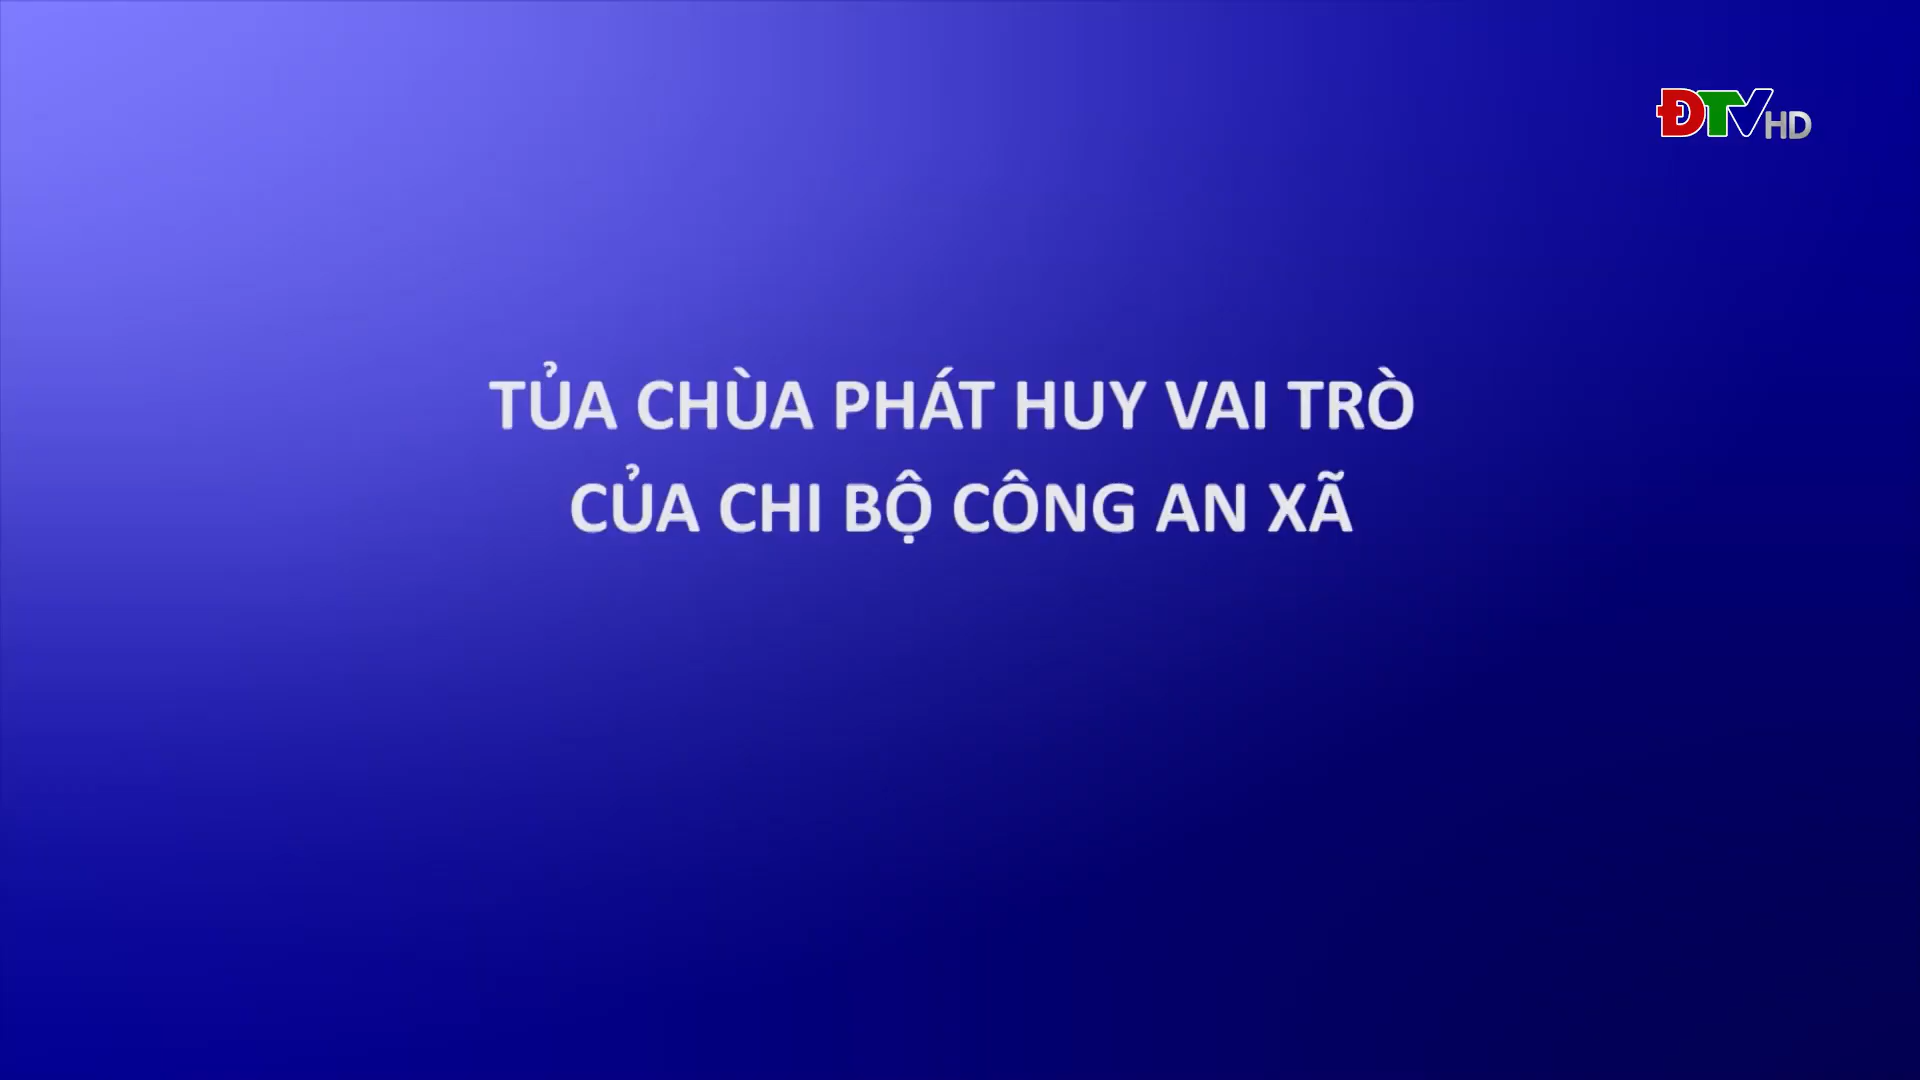 ĐTV HD
TỦA CHÙA PHÁT HUY VAI TRÒ
CỦA CHI BỘ CÔNG AN XÃ